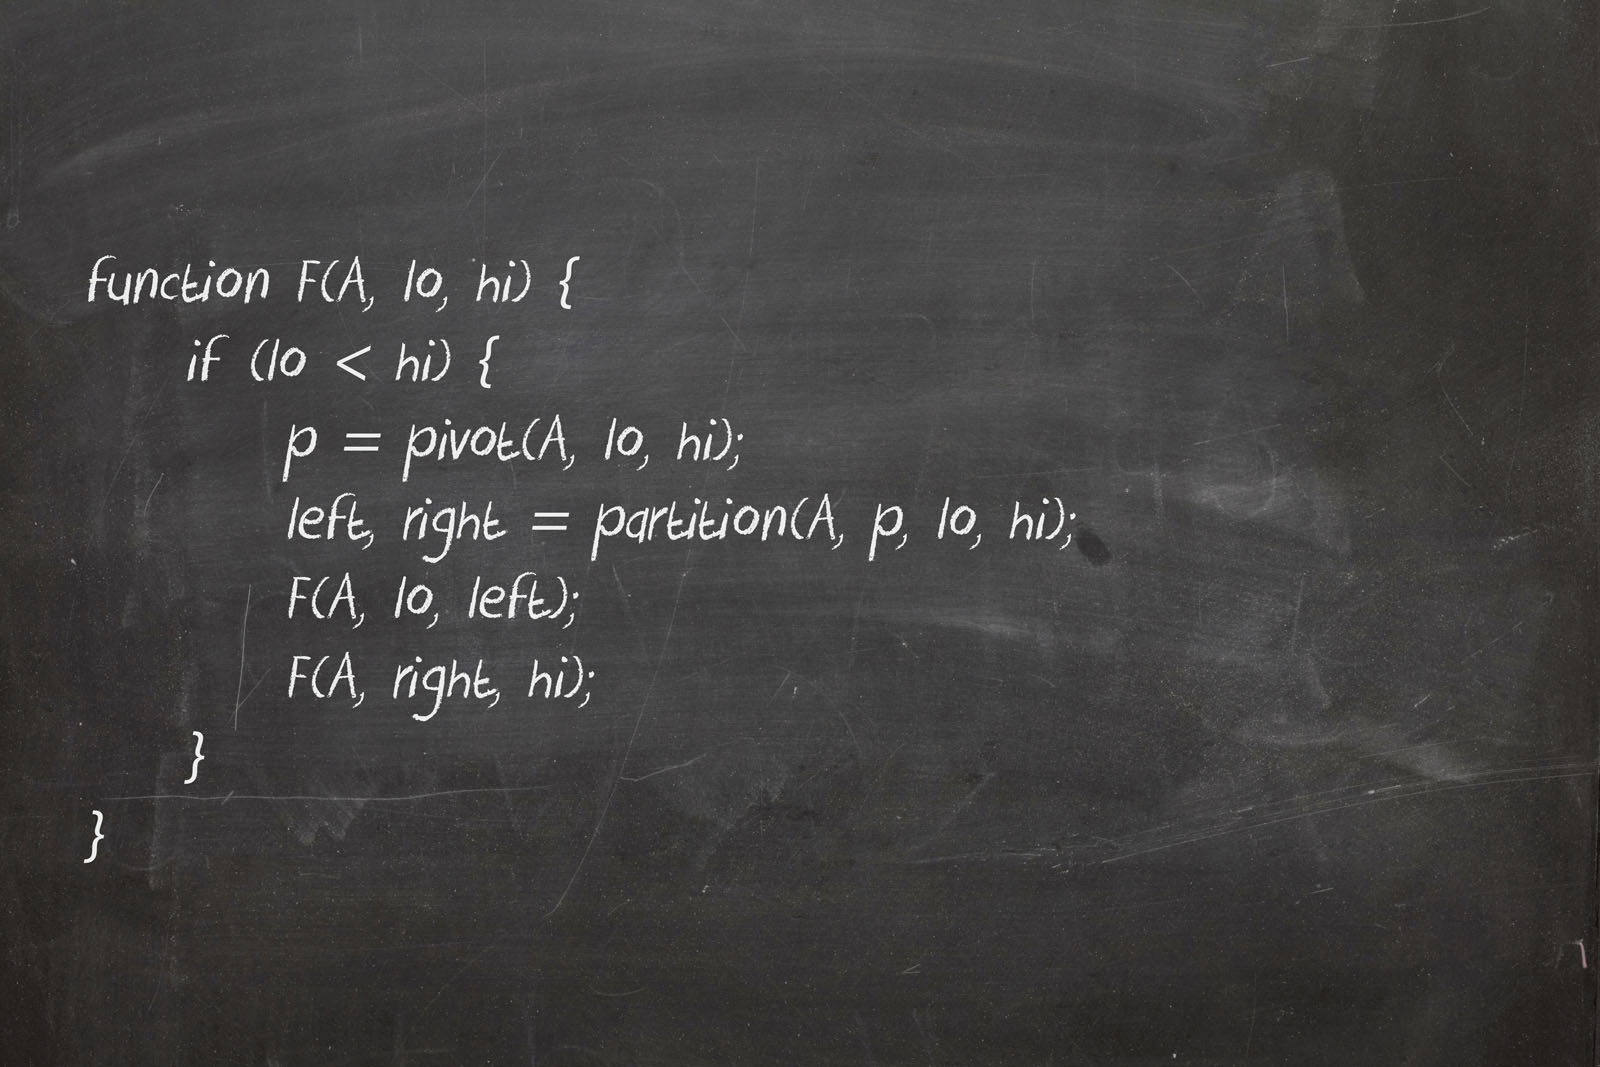 function F(A, lo, hi) {
if (lo < hi) {
p = pivot(A, lo, hi);
left, right = partition(A, p, lo, hi);
F(A, lo, left);
F(A, right, hi);
}
}